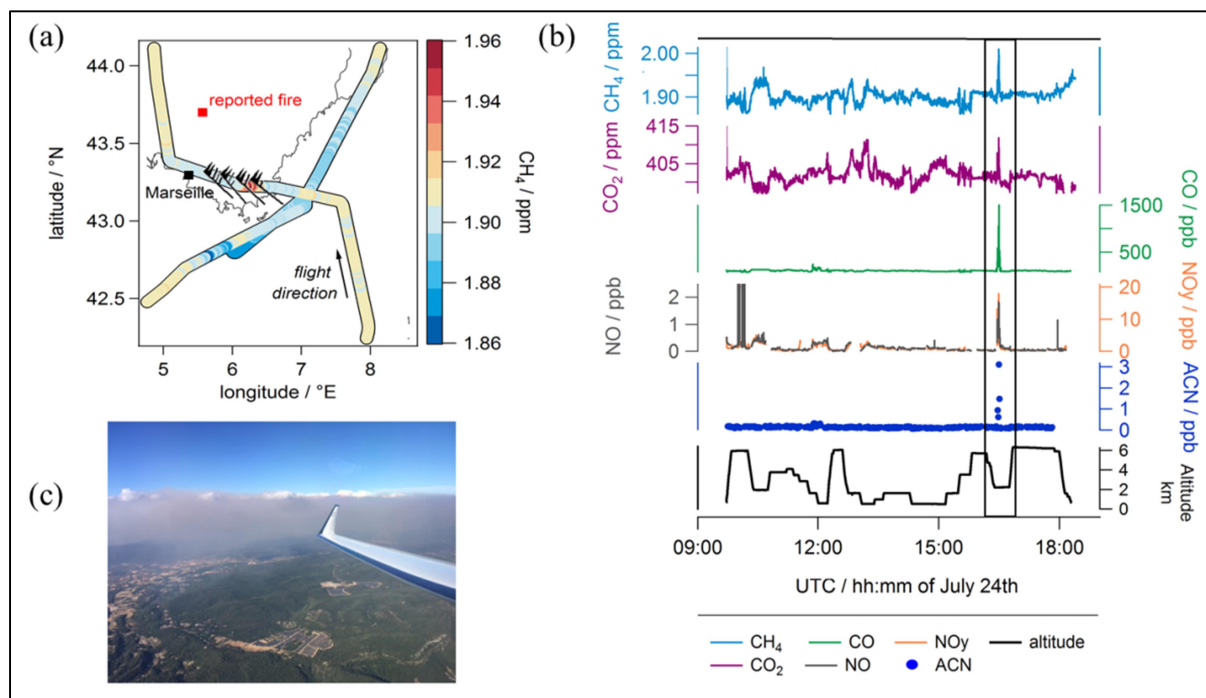 (a)
44.0
43.5
43.0
42.5
latitude / °N
reported fire
Marseille
flight
direction
5
6
7
8
longitude / °E
1.96
1.94
1.92
1.90
1.88
1.86
CH₄ / ppm
(b)
2.00
1.90
CH₄ / ppm
415
405
CO₂ / ppm
1500
500
CO / ppb
2
1
0
NO / ppb
20
10
0
NOy / ppb
3
2
1
0
ACN / ppb
6
4
2
0
Altitude
km
09:00
12:00
15:00
18:00
UTC / hh:mm of July 24th
CH₄
CO
NOy
altitude
CO₂
NO
ACN
(c)